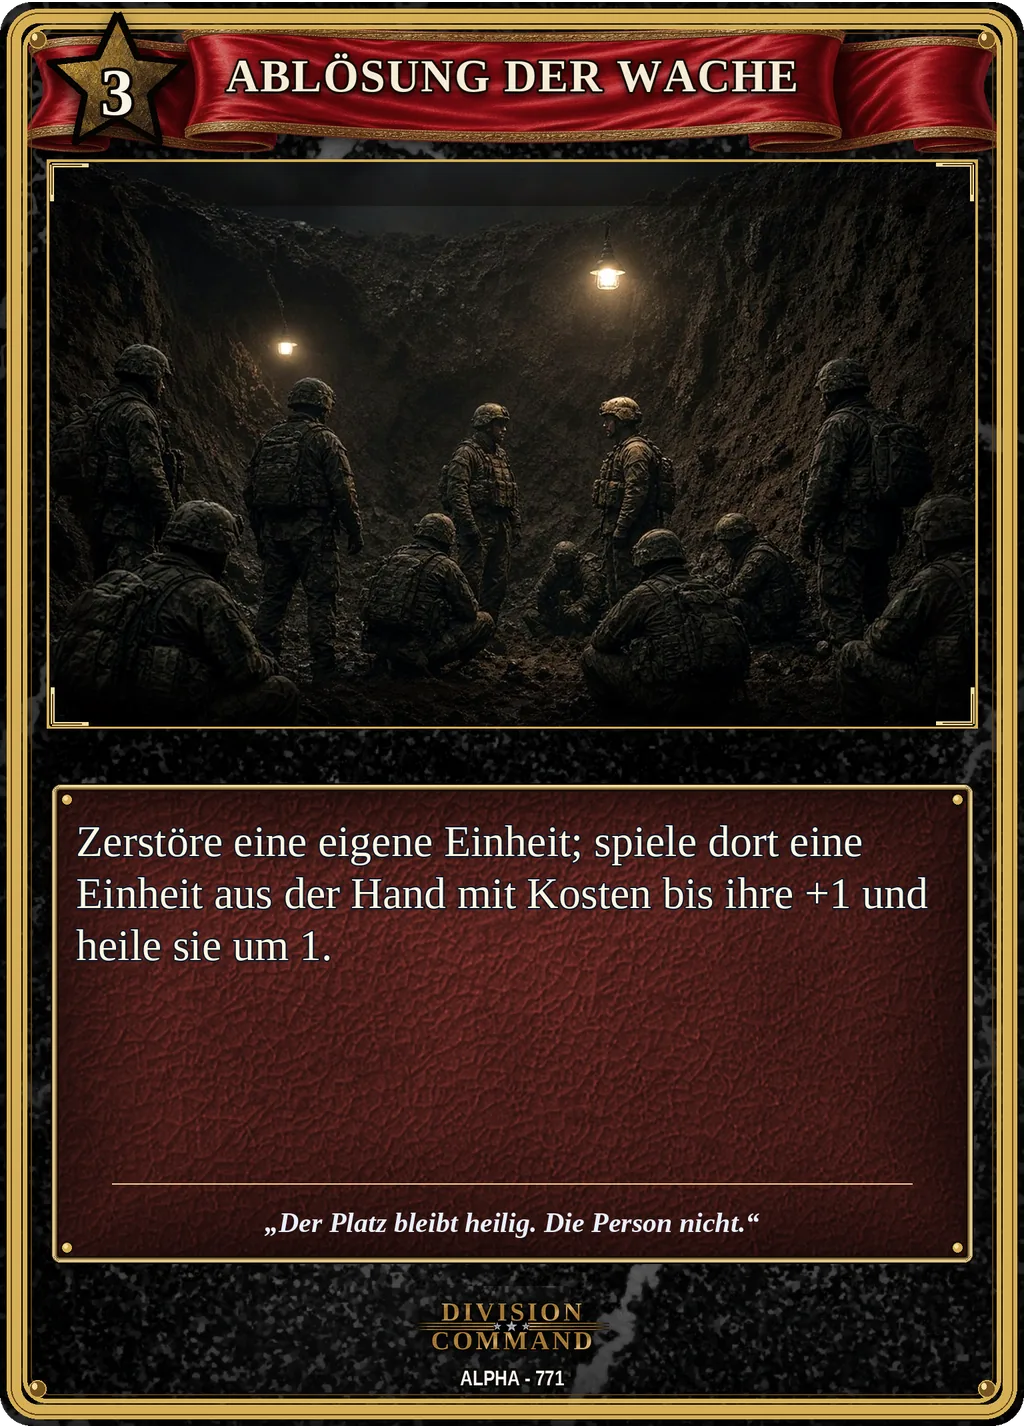 3
ABLÖSUNG DER WACHE
Zerstöre eine eigene Einheit; spiele dort eine
Einheit aus der Hand mit Kosten bis ihre +1 und
heile sie um 1.
„Der Platz bleibt heilig. Die Person nicht.“
DIVISION
COMMAND
ALPHA - 771